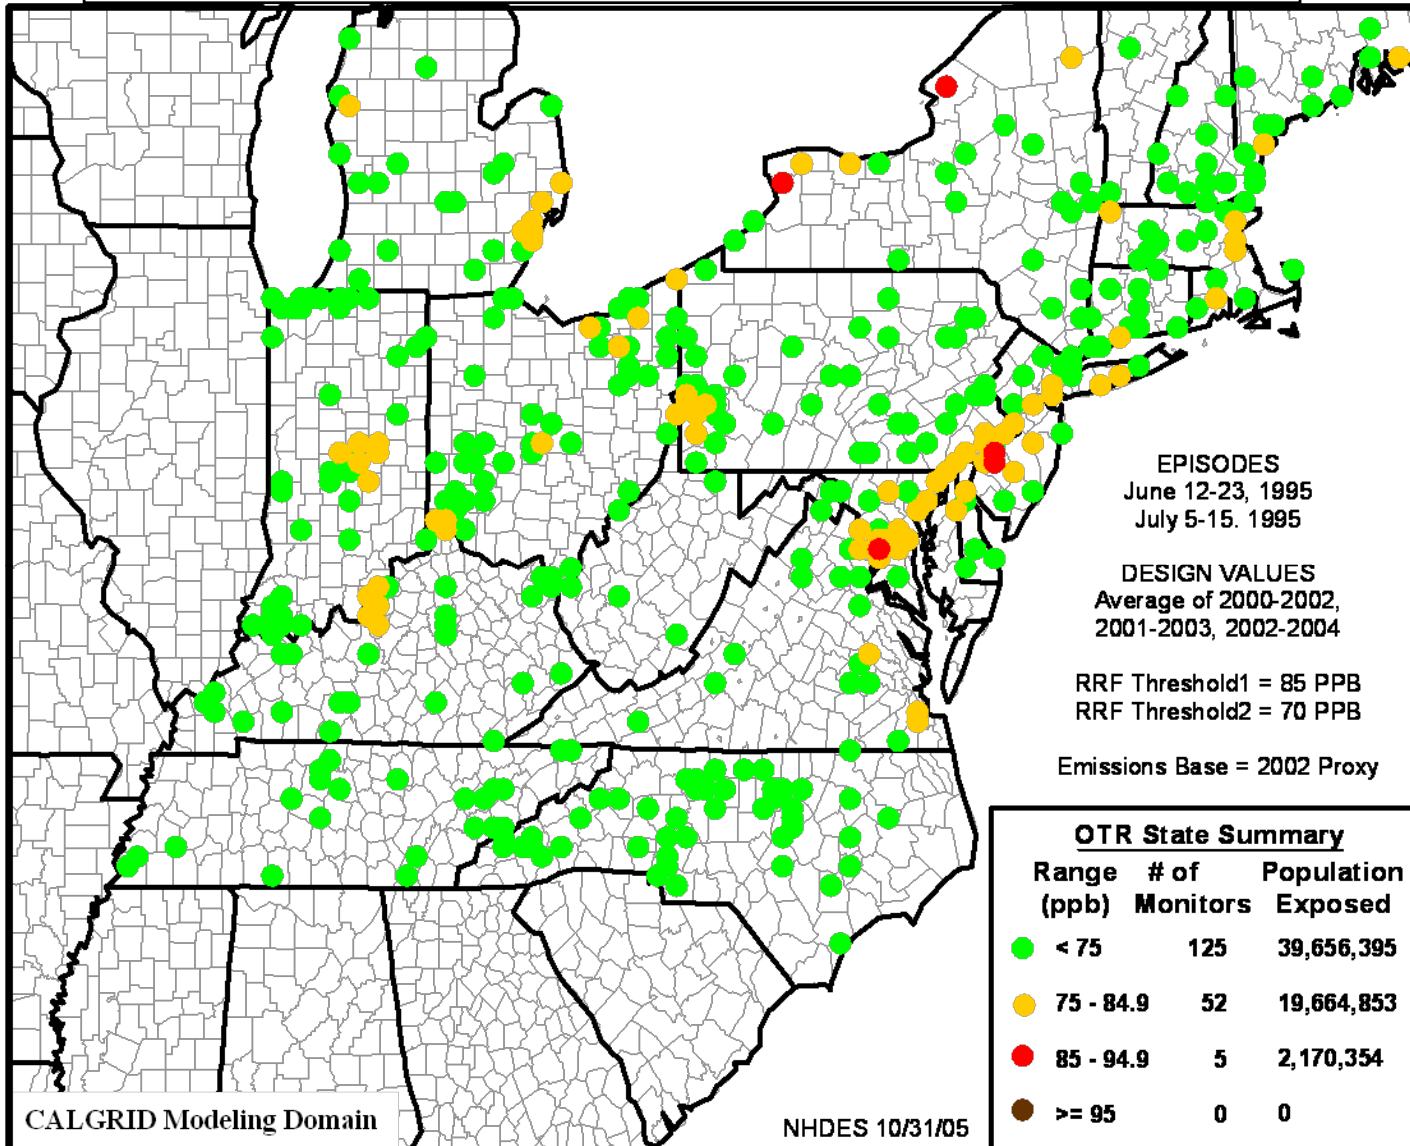 EPISODES
June 12-23, 1995
July 5-15. 1995
DESIGN VALUES
Average of 2000-2002,
2001-2003, 2002-2004
RRF Threshold1 = 85 PPB
RRF Threshold2 = 70 PPB
Emissions Base = 2002 Proxy
OTR State Summary
Range # of Population
(ppb) Monitors Exposed
< 75 125 39,656,395
75 - 84.9 52 19,664,853
85 - 94.9 5 2,170,354
>= 95 0 0
CALGRID Modeling Domain
NHDES 10/31/05